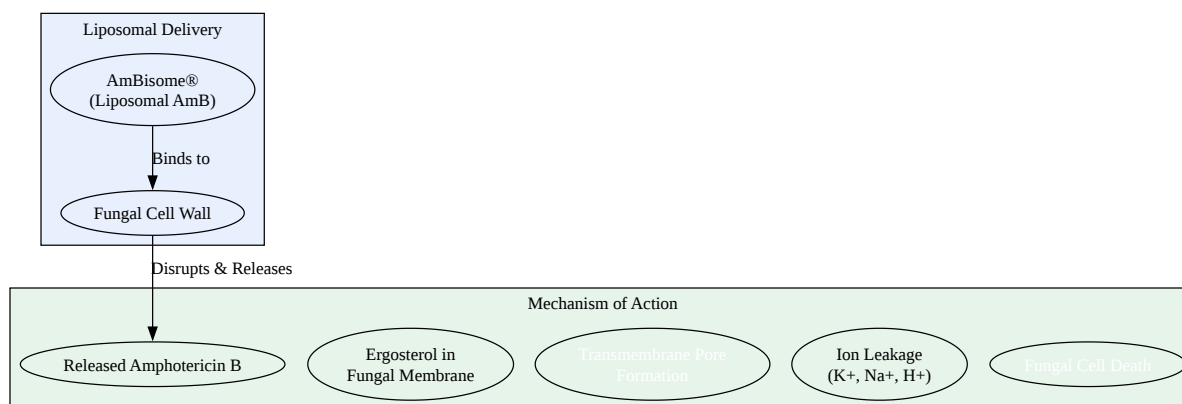 Liposomal Delivery
AmBisome®
(Liposomal AmB)
Binds to
Fungal Cell Wall
Disrupts & Releases
Mechanism of Action
Released Amphotericin B
Ergosterol in
Fungal Membrane
Transmembrane Pore
Formation
Ion Leakage
(K+, Na+, H+)
Fungal Cell Death